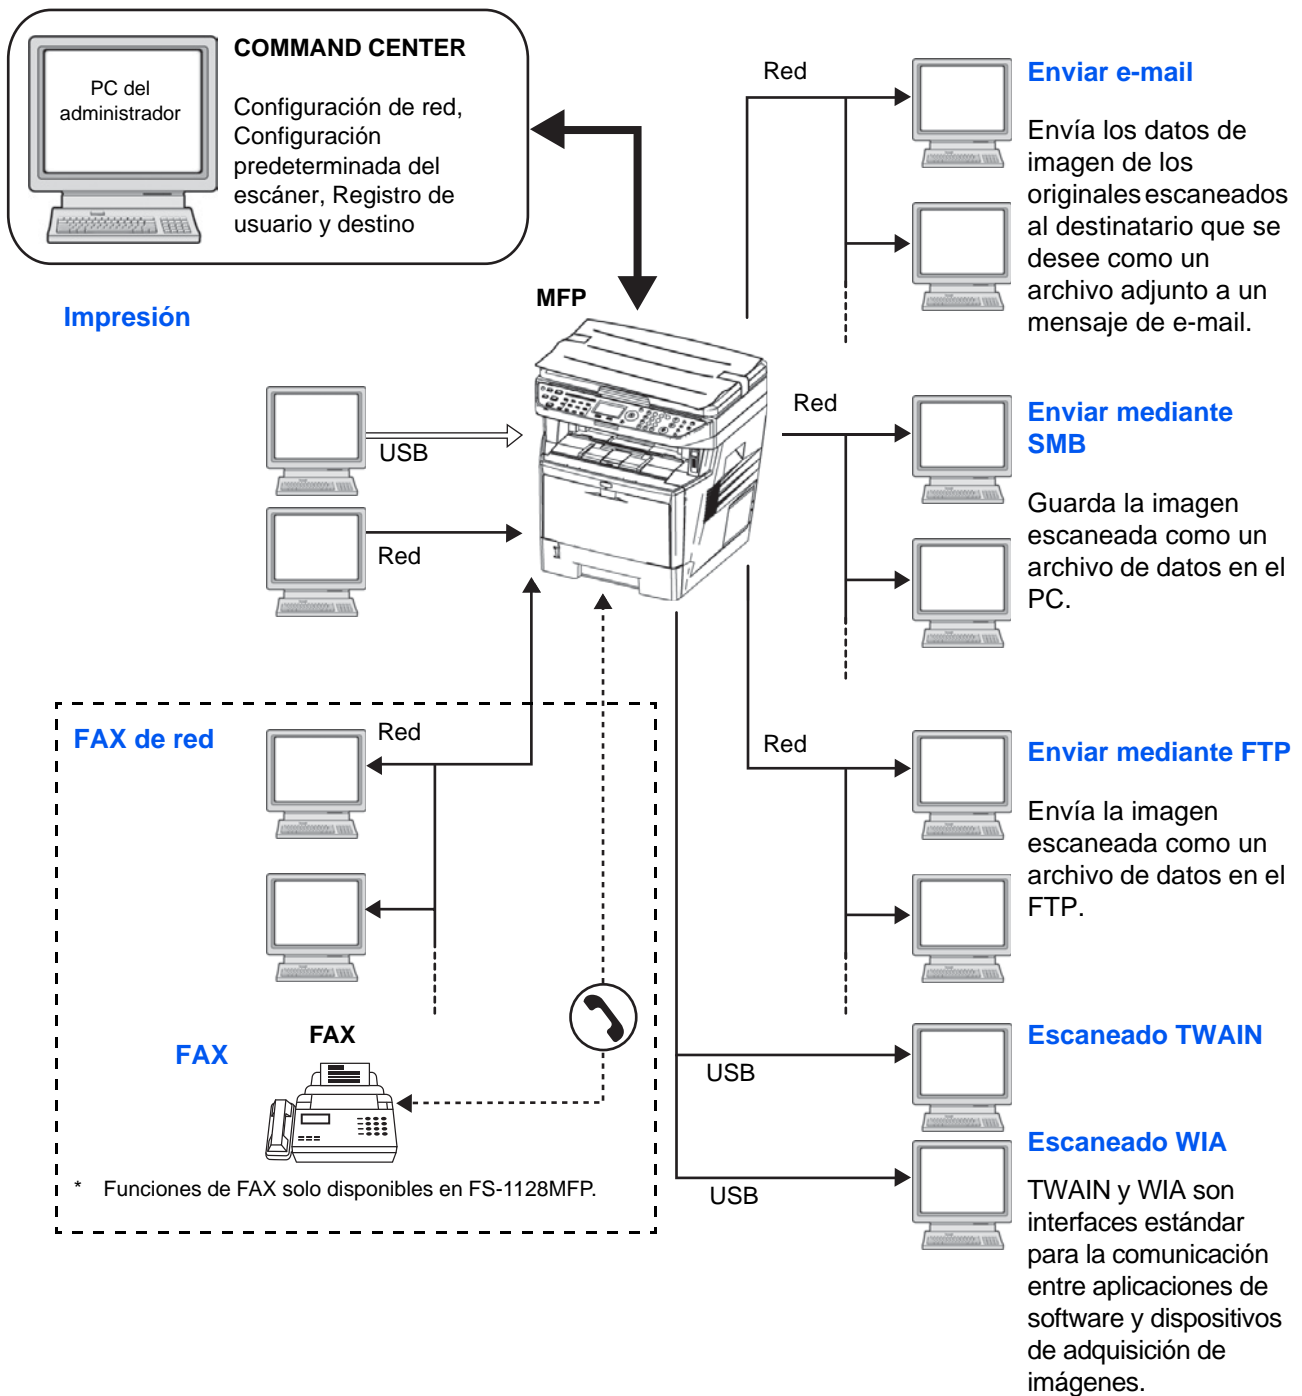 COMMAND CENTER
PC del
administrador
Configuración de red,
Configuración
predeterminada del
escáner, Registro de
usuario y destino
Red
Enviar e-mail
Envía los datos de
imagen de los
originales escaneados
al destinatario que se
desee como un
archivo adjunto a un
mensaje de e-mail.
MFP
Impresión
USB
Red
Red
Enviar mediante
SMB
Guarda la imagen
escaneada como un
archivo de datos en el
PC.
FAX de red
Red
Red
Enviar mediante FTP
Envía la imagen
escaneada como un
archivo de datos en el
FTP.
FAX
FAX
* Funciones de FAX solo disponibles en FS-1128MFP.
USB
Escaneado TWAIN
USB
Escaneado WIA
TWAIN y WIA son
interfaces estándar
para la comunicación
entre aplicaciones de
software y dispositivos
de adquisición de
imágenes.